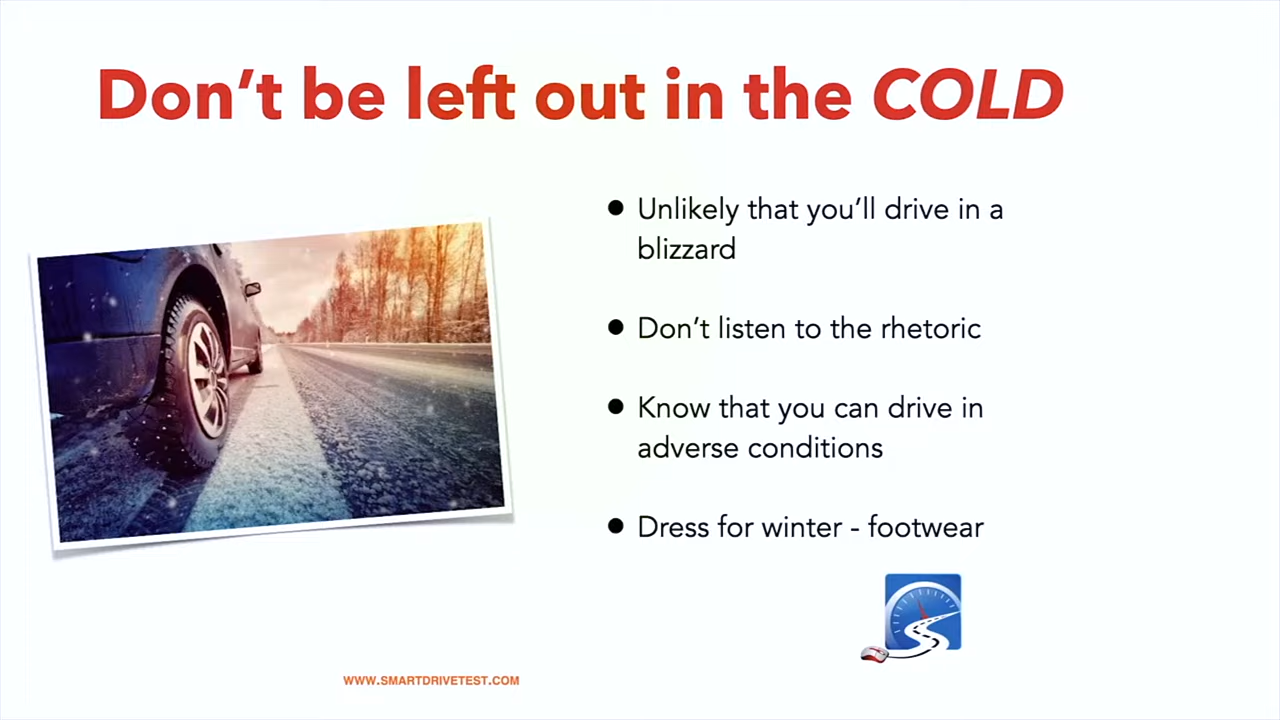 Don't be left out in the COLD
● Unlikely that you'll drive in a
blizzard
● Don't listen to the rhetoric
● Know that you can drive in
adverse conditions
● Dress for winter - footwear
WWW.SMARTDRIVETEST.COM